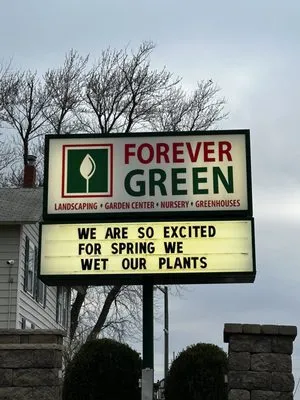 FOREVER
GREEN
LANDSCAPING • GARDEN CENTER • NURSERY • GREENHOUSES
WE ARE SO EXCITED
FOR SPRING WE
WET OUR PLANTS